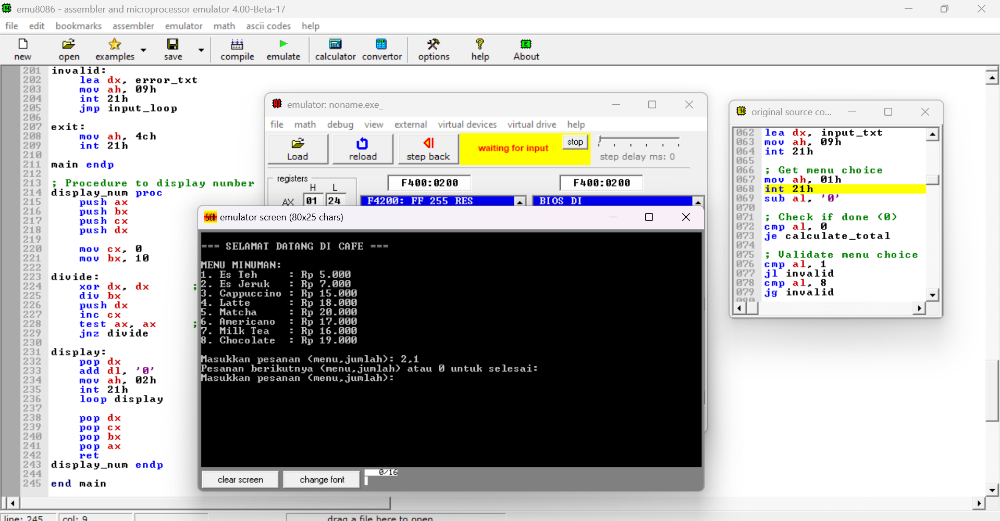 emu8086 - assembler and microprocessor emulator 4.00-Beta-17
file edit bookmarks assembler emulator math ascii codes help
new open examples save compile emulate calculator convertor options help About
201 invalid:
202 lea dx, error_txt
203 mov ah, 09h
204 int 21h
205 jmp input_loop
206
207 exit:
208 mov ah, 4ch
209 int 21h
210
211 main endp
212
213 ; Procedure to display number
214 display_num proc
215 push ax
216 push bx
217 push cx
218 push dx
219
220 mov cx, 0
221 mov bx, 10
222
223 divide:
224 xor dx, dx ;
225 div bx
226 push dx
227 inc cx
228 test ax, ax ;
229 jnz divide
230
231 display:
232 pop dx
233 add dl, '0'
234 mov ah, 02h
235 int 21h
236 loop display
237
238 pop dx
239 pop cx
240 pop bx
241 pop ax
242 ret
243 display_num endp
244
245 end main
line: 245 col: 9 drag a file here to open
emulator: noname.exe_
file math debug view external virtual devices virtual drive help
Load reload step back waiting for input stop step delay ms: 0
registers F400:0200 F400:0200
H L
AX 01 24 F4200: FF 255 RES BIOS DI
SCR emulator screen (80x25 chars)
=== SELAMAT DATANG DI CAFE ===
MENU MINUMAN:
1. Es Teh : Rp 5.000
2. Es Jeruk : Rp 7.000
3. Cappuccino : Rp 15.000
4. Latte : Rp 18.000
5. Matcha : Rp 20.000
6. Americano : Rp 17.000
7. Milk Tea : Rp 16.000
8. Chocolate : Rp 19.000
Masukkan pesanan (menu,jumlah): 2,1
Pesanan berikutnya (menu,jumlah) atau 0 untuk selesai:
Masukkan pesanan (menu,jumlah):
clear screen change font 0/16
original source co...
062 lea dx, input_txt
063 mov ah, 09h
064 int 21h
065
066 ; Get menu choice
067 mov ah, 01h
068 int 21h
069 sub al, '0'
070
071 ; Check if done (0)
072 cmp al, 0
073 je calculate_total
074
075 ; Validate menu choice
076 cmp al, 1
077 jl invalid
078 cmp al, 8
079 jg invalid
080